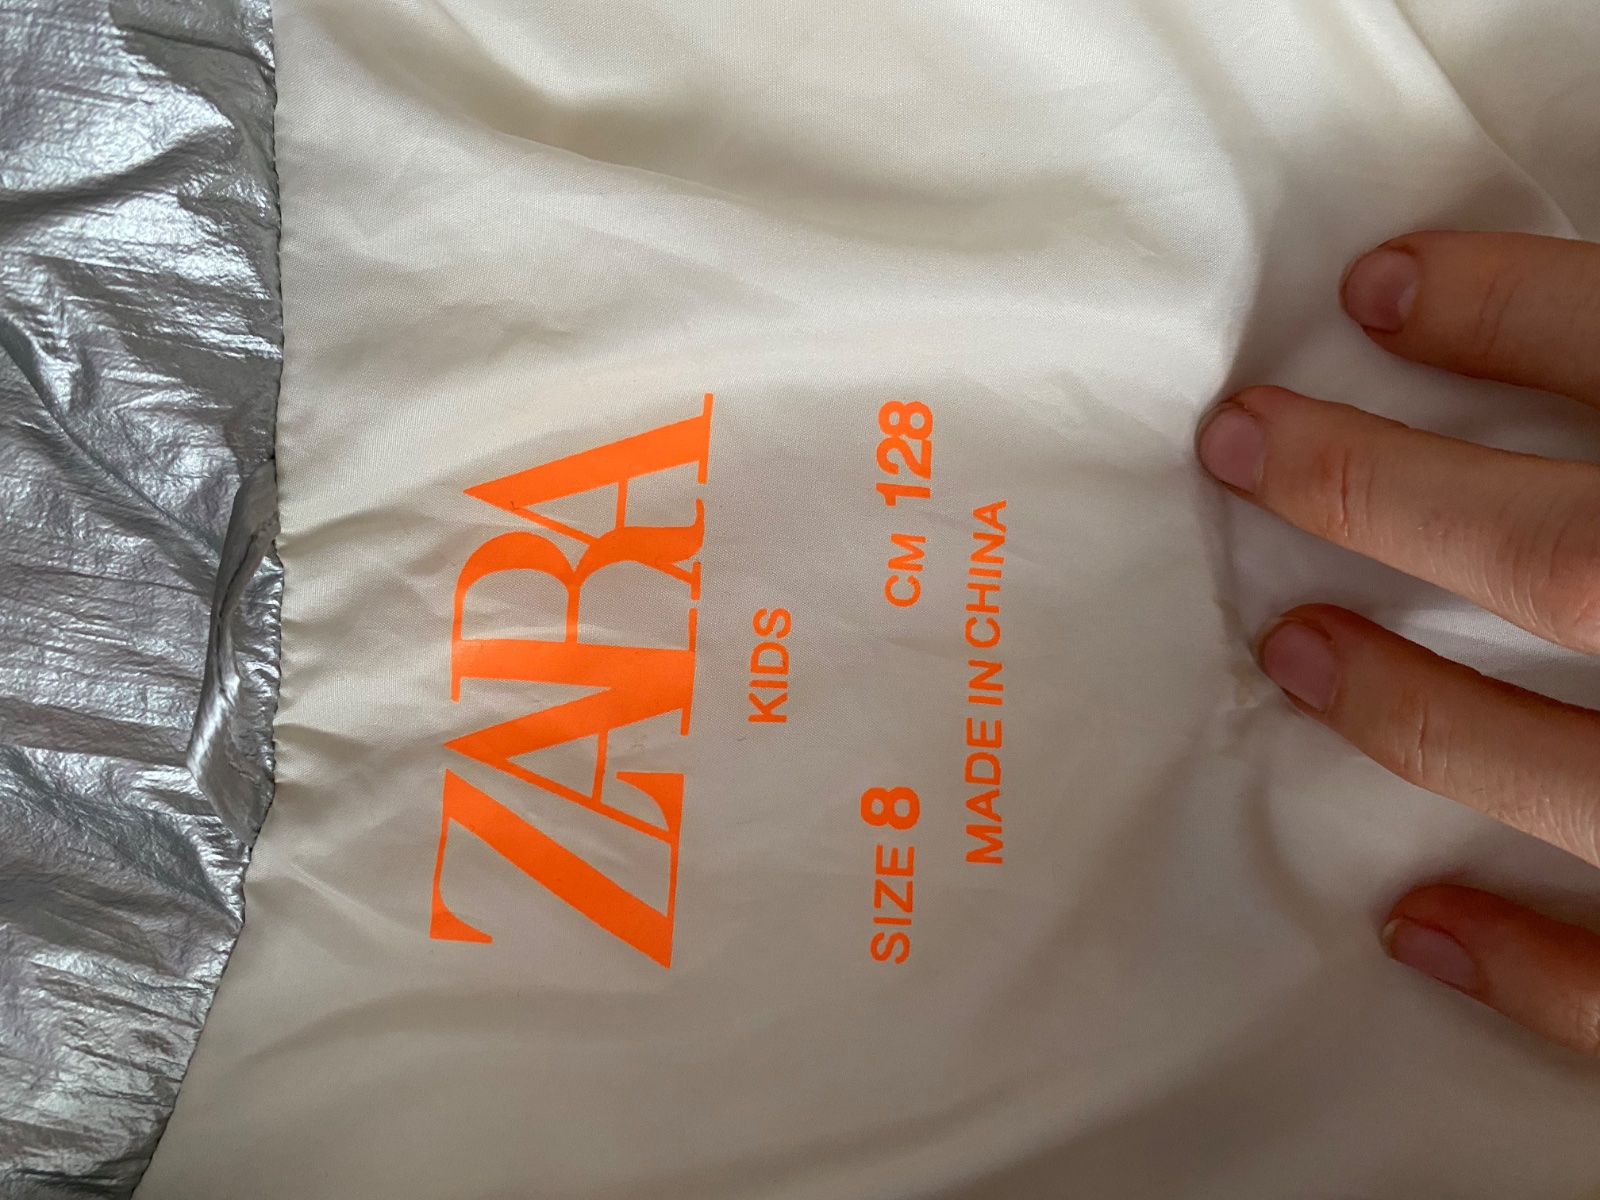 ZARA
KIDS
SIZE 8 CM 128
MADE IN CHINA